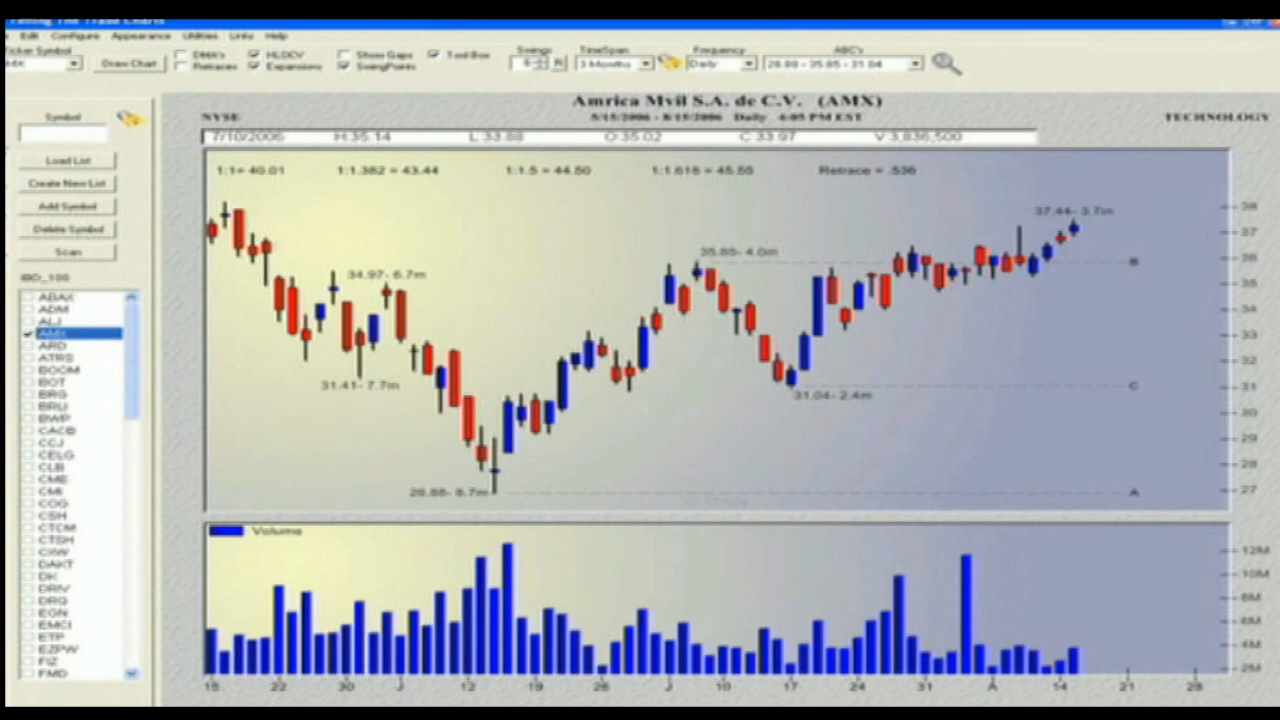 Edit Configure Appearance Utilities Links Help
Ticker Symbol
Draw Chart
DMA's
Retraces
HLOCV
Expansions
Show Gaps
SwingPoints
Tool Box
Swings
TimeSpan
3 Months
Frequency
Daily
ABC's
26.88 - 35.85 - 31.04
Amrica Mvil S.A. de C.V. (AMX)
NYSE
5/15/2006 - 8/15/2006 Daily 4:05 PM EST
TECHNOLOGY
7/10/2006 H:35.14 L:33.88 O:35.02 C:33.97 V:3,836,500
Symbol
Load List
Create New List
Add Symbol
Delete Symbol
Scan
IBD_100
ABAX
ADM
ALJ
AMX
ARD
ATRS
BOOM
BOT
BRG
BRLI
BWP
CACB
CCJ
CELG
CLB
CME
CMI
COG
CSH
CTCM
CTSH
CXW
DAKT
DK
DRIV
DRQ
EGN
EMCI
ETP
EZPW
FIZ
FMD
1:1= 40.01 1:1.382 = 43.44 1:1.5 = 44.50 1:1.618 = 45.55 Retrace = .536
37.44- 3.7m
35.85- 4.0m
34.97- 6.7m
31.41- 7.7m
31.04- 2.4m
B
C
A
38
37
36
35
34
33
32
31
30
29
28
27
Volume
12M
10M
8M
6M
4M
2M
15 22 30 J 12 19 26 J 10 17 24 31 A 14 21 28